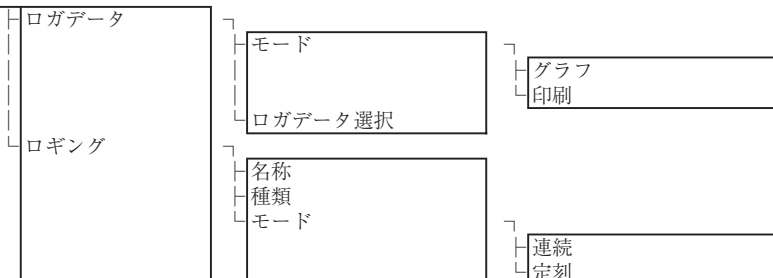 ロガデータ
モード
グラフ
印刷
ロガデータ選択
ロギング
名称
種類
モード
連続
定刻